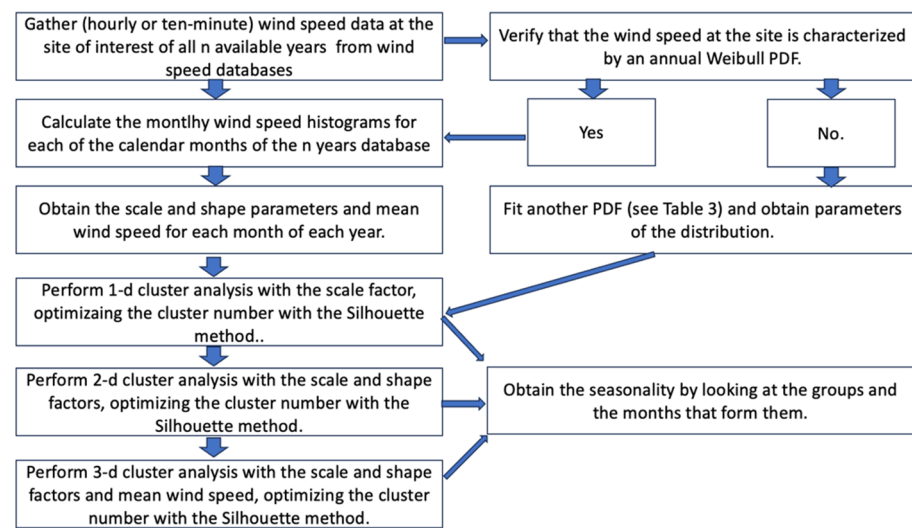 Gather (hourly or ten-minute) wind speed data at the
site of interest of all n available years from wind
speed databases
Verify that the wind speed at the site is characterized
by an annual Weibull PDF.
Calculate the montlhy wind speed histograms for
each of the calendar months of the n years database
Yes
No.
Obtain the scale and shape parameters and mean
wind speed for each month of each year.
Fit another PDF (see Table 3) and obtain parameters
of the distribution.
Perform 1-d cluster analysis with the scale factor,
optimizaing the cluster number with the Silhouette
method..
Perform 2-d cluster analysis with the scale and shape
factors, optimizing the cluster number with the
Silhouette method.
Obtain the seasonality by looking at the groups and
the months that form them.
Perform 3-d cluster analysis with the scale and shape
factors and mean wind speed, optimizing the cluster
number with the Silhouette method.